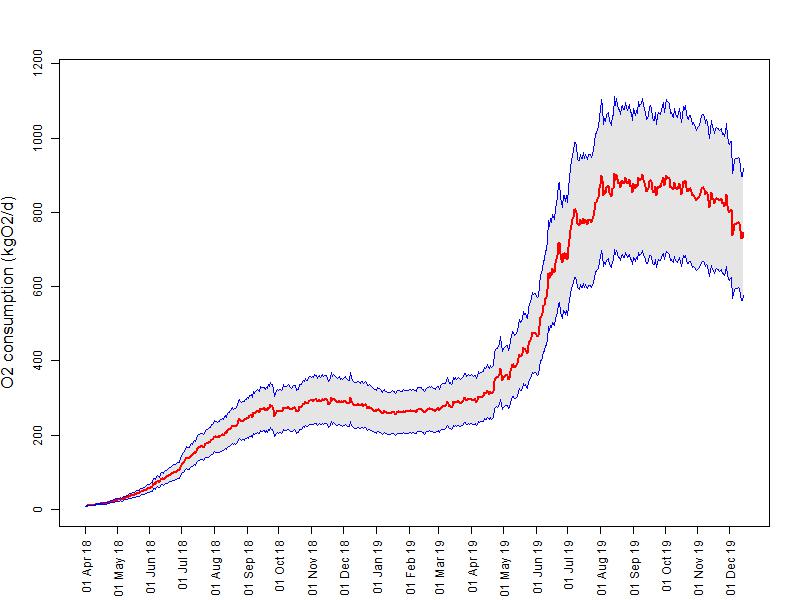 O2 consumption (kgO2/d)
1200
1000
800
600
400
200
0
01 Apr 18
01 May 18
01 Jun 18
01 Jul 18
01 Aug 18
01 Sep 18
01 Oct 18
01 Nov 18
01 Dec 18
01 Jan 19
01 Feb 19
01 Mar 19
01 Apr 19
01 May 19
01 Jun 19
01 Jul 19
01 Aug 19
01 Sep 19
01 Oct 19
01 Nov 19
01 Dec 19